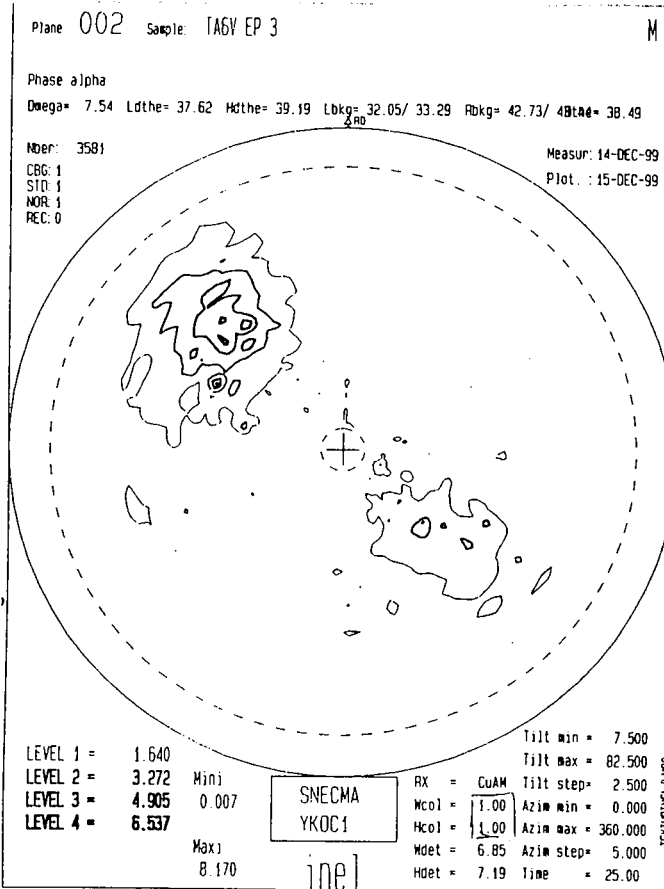 Plane 002 Sample: TA6V EP 3 M
Phase alpha
Omega= 7.54 Ldthe= 37.62 Hdthe= 39.19 Lbkg= 32.05/ 33.29 Rbkg= 42.73/ 38.49
RD
Nber: 3581
Measur: 14-DEC-99
CBG: 1
Plot. : 15-DEC-99
STD: 1
NOR: 1
REC: 0
LEVEL 1 = 1.640
LEVEL 2 = 3.272
LEVEL 3 = 4.905
LEVEL 4 = 6.537
Mini
0.007
Maxi
8.170
SNECMA
YKOC1
inel
RX = CuAM
Wcol = 1.00
Hcol = 1.00
Wdet = 6.85
Hdet = 7.19
Tilt min = 7.500
Tilt max = 82.500
Tilt step= 2.500
Azim min = 0.000
Azim max = 360.000
Azim step= 5.000
Time = 25.00